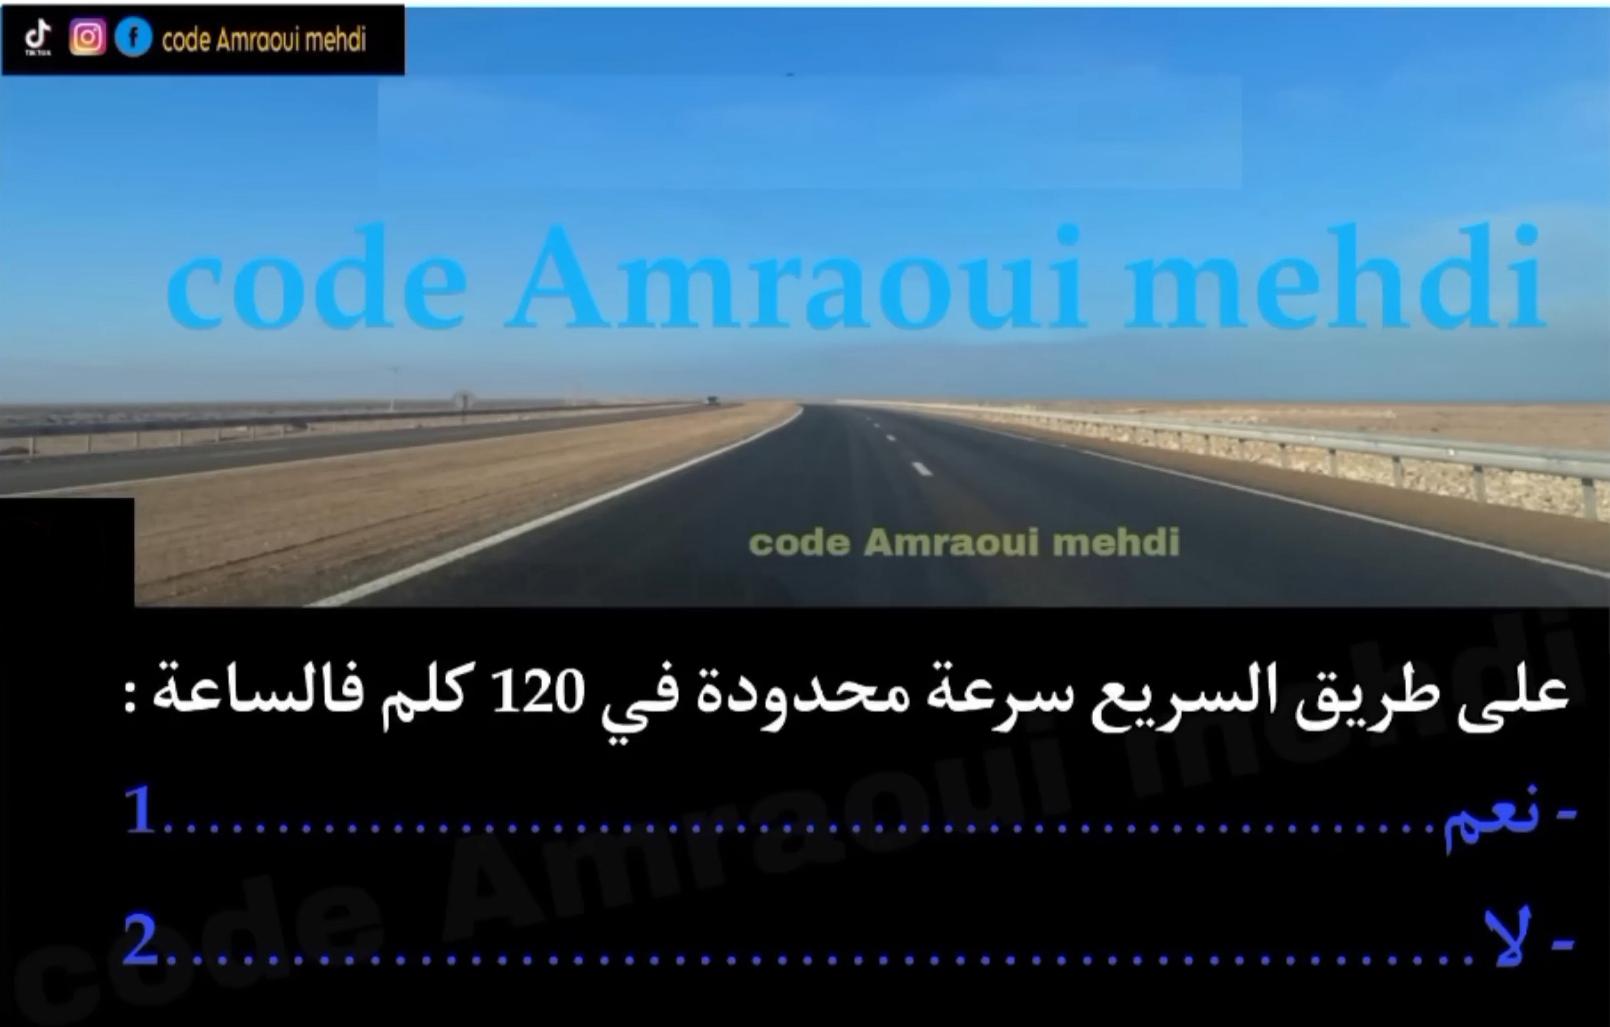 TIKTOK
code Amraoui mehdi
code Amraoui mehdi
code Amraoui mehdi
على طريق السريع سرعة محدودة في 120 كلم فالساعة :
- نعم..................................................1
- لا..................................................2
code Amraoui mehdi